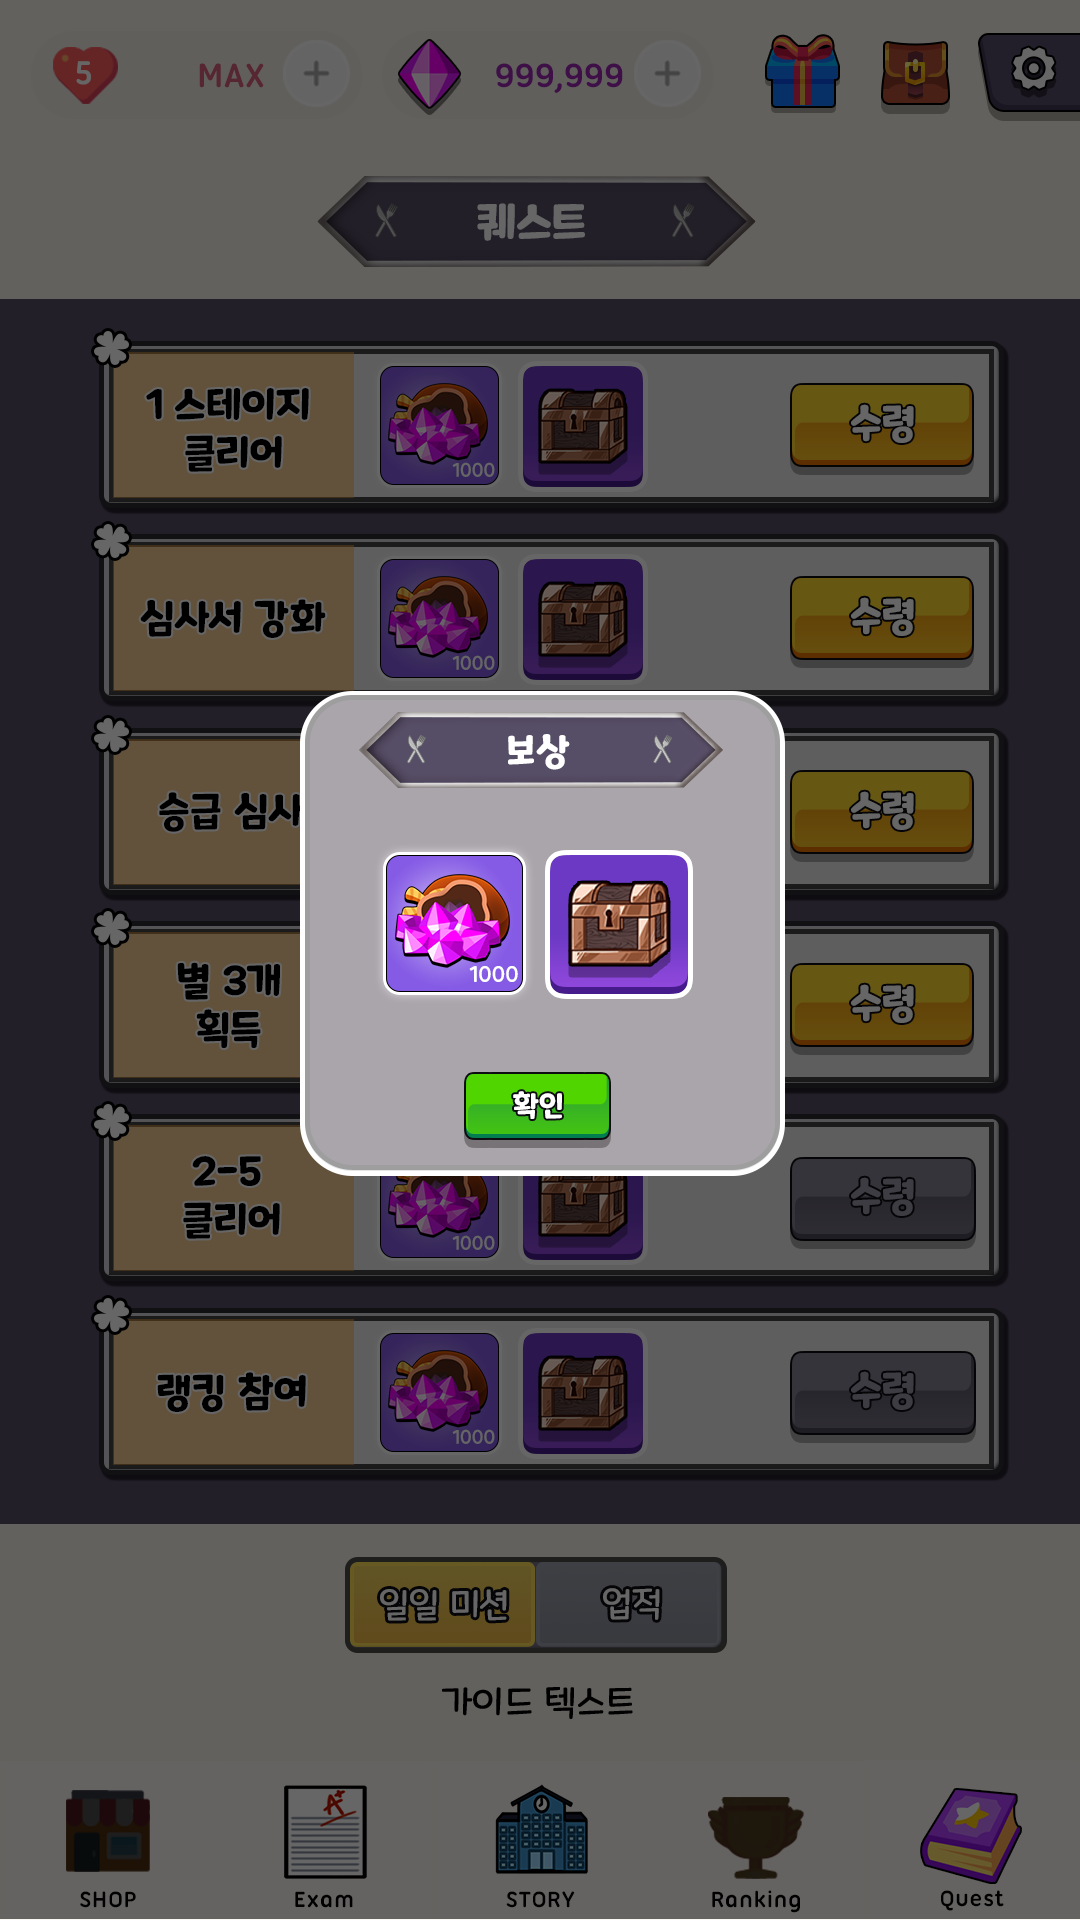 5
MAX
999,999
퀘스트
1 스테이지
클리어
1000
수령
심사서 강화
1000
수령
승급 심사
수령
보상
1000
별 3개
획득
수령
확인
2-5
클리어
1000
수령
랭킹 참여
1000
수령
일일 미션
업적
가이드 텍스트
A+
SHOP
Exam
STORY
Ranking
Quest